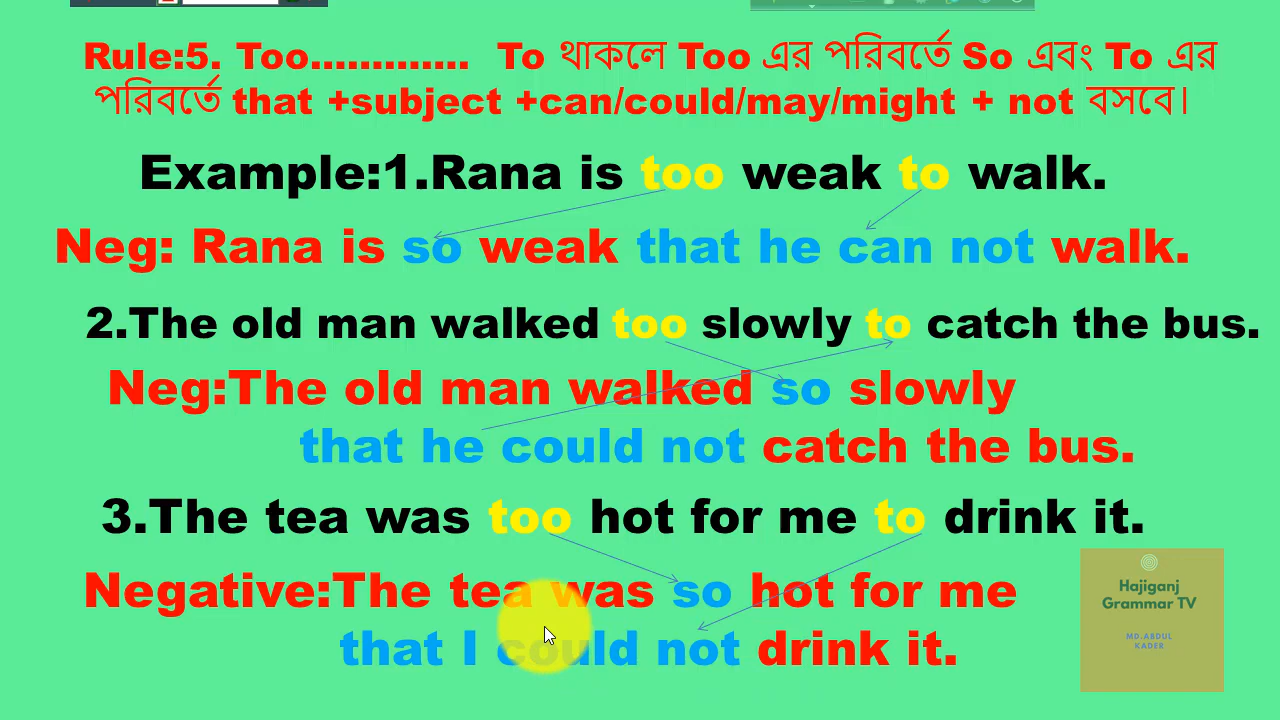 Rule:5. Too............. To থাকলে Too এর পরিবর্তে So এবং To এর
পরিবর্তে that +subject +can/could/may/might + not বসবে।
Example:1.Rana is too weak to walk.
Neg: Rana is so weak that he can not walk.
2.The old man walked too slowly to catch the bus.
Neg:The old man walked so slowly
that he could not catch the bus.
3.The tea was too hot for me to drink it.
Negative:The tea was so hot for me
that I could not drink it.
Hajiganj
Grammar TV
MD.ABDUL
KADER